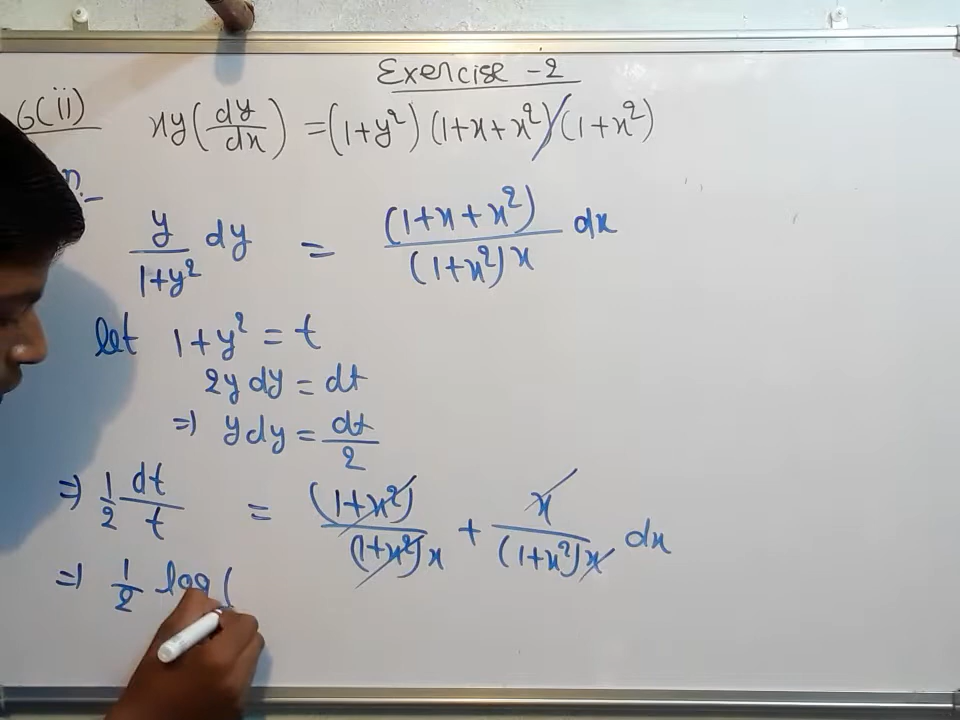 Exercise -2
6(ii) xy(dy/dx) = (1+y²) (1+x+x²)/(1+x²)
n:-
y/(1+y²) dy = (1+x+x²)/((1+x²)x) dx
let 1+y² = t
2y dy = dt
⇒ y dy = dt/2
⇒ 1/2 dt/t = (1+x²)/((1+x²)x) + x/((1+x²)x) dx
⇒ 1/2 log(